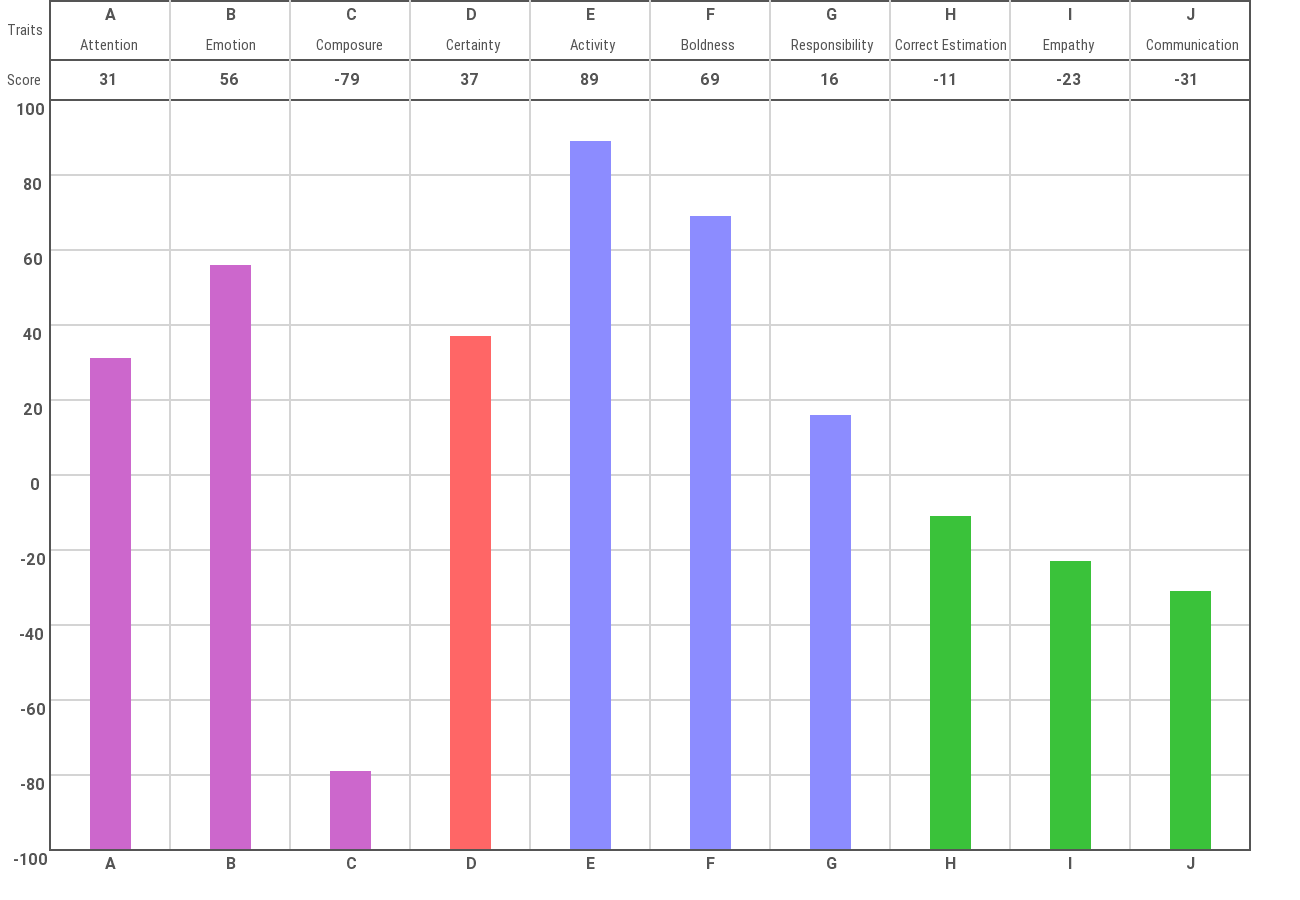 A B C D E F G H I J
Traits
Attention Emotion Composure Certainty Activity Boldness Responsibility Correct Estimation Empathy Communication
Score 31 56 -79 37 89 69 16 -11 -23 -31
100
80
60
40
20
0
-20
-40
-60
-80
-100
A B C D E F G H I J